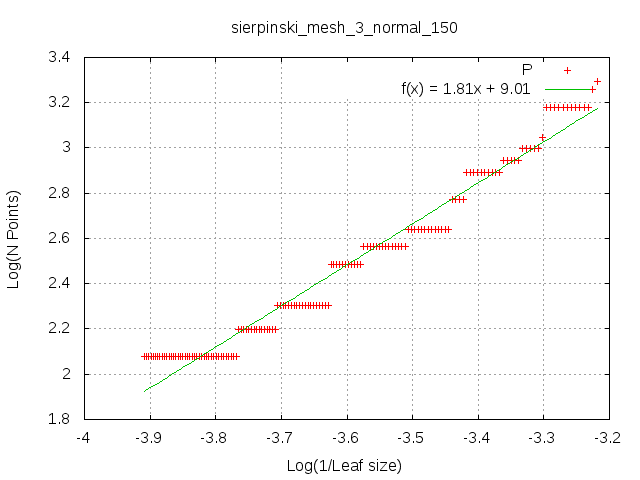 sierpinski_mesh_3_normal_150
3.4
P
f(x) = 1.81x + 9.01
3.2
3
2.8
2.6
2.4
2.2
2
1.8
Log(N Points)
-4 -3.9 -3.8 -3.7 -3.6 -3.5 -3.4 -3.3 -3.2
Log(1/Leaf size)